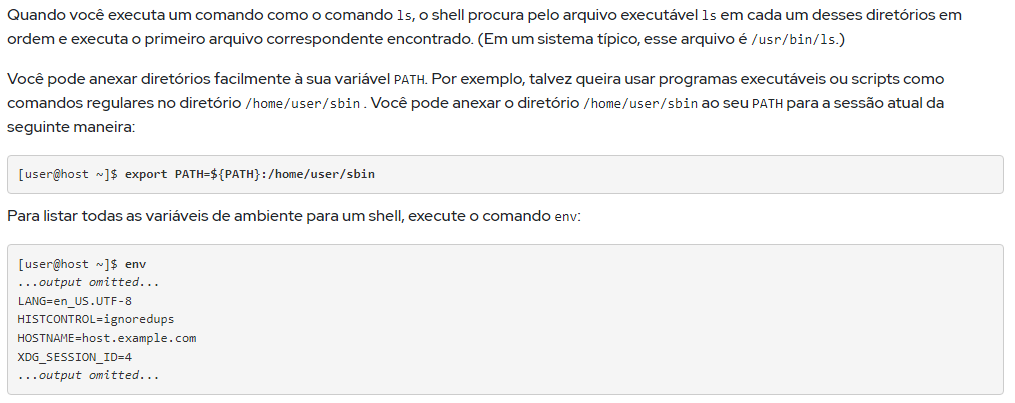 Quando você executa um comando como o comando ls, o shell procura pelo arquivo executável ls em cada um desses diretórios em
ordem e executa o primeiro arquivo correspondente encontrado. (Em um sistema típico, esse arquivo é /usr/bin/ls.)
Você pode anexar diretórios facilmente à sua variável PATH. Por exemplo, talvez queira usar programas executáveis ou scripts como
comandos regulares no diretório /home/user/sbin . Você pode anexar o diretório /home/user/sbin ao seu PATH para a sessão atual da
seguinte maneira:
[user@host ~]$ export PATH=${PATH}:/home/user/sbin
Para listar todas as variáveis de ambiente para um shell, execute o comando env:
[user@host ~]$ env
...output omitted...
LANG=en_US.UTF-8
HISTCONTROL=ignoredups
HOSTNAME=host.example.com
XDG_SESSION_ID=4
...output omitted...